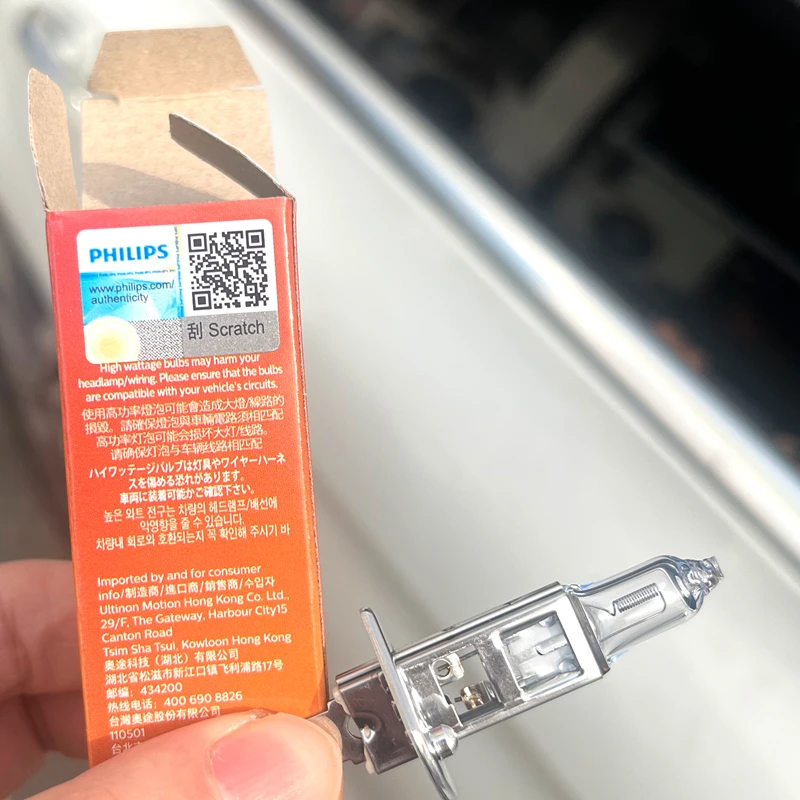 PHILIPS
www.philips.com/
authenticity
刮 Scratch
High wattage bulbs may harm your
headlamp/wiring. Please ensure that the bulbs
are compatible with your vehicle's circuits.
使用高功率燈泡可能會造成大燈/線路的
損毀。請確保燈泡與車輛電路須相匹配
高功率灯泡可能会损坏大灯/线路。
请确保灯泡与车辆线路相匹配
ハイワッテージバルブは灯具やワイヤーハーネ
スを傷める恐れがあります。
車両に装着可能かご確認下さい。
높은 와트 전구는 차량의 헤드램프/배선에
악영향을 줄 수 있습니다.
차량내 회로와 호환되는지 꼭 확인해 주시기 바
Imported by and for consumer
info/制造商/進口商/銷售商/수입자
Ultinon Motion Hong Kong Co. Ltd.,
29/F, The Gateway, Harbour City15
Canton Road
Tsim Sha Tsui, Kowloon Hong Kong
奥途科技（湖北）有限公司
湖北省松滋市新江口镇飞利浦路17号
邮编：434200
热线电话：400 690 8826
台灣奧途股份有限公司
110501
台北